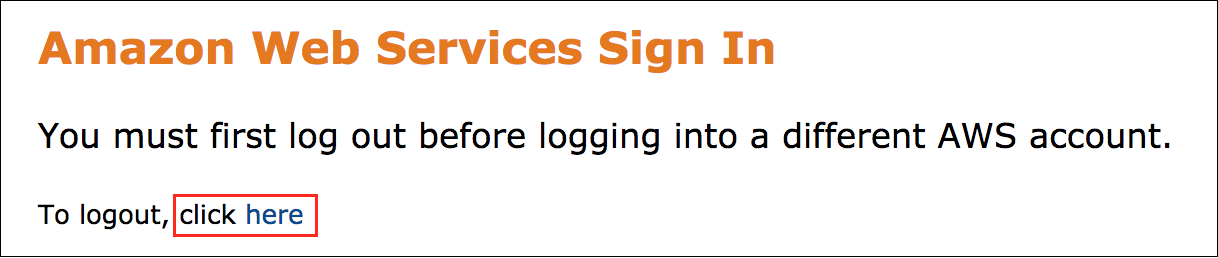 Amazon Web Services Sign In
You must first log out before logging into a different AWS account.
To logout, click here